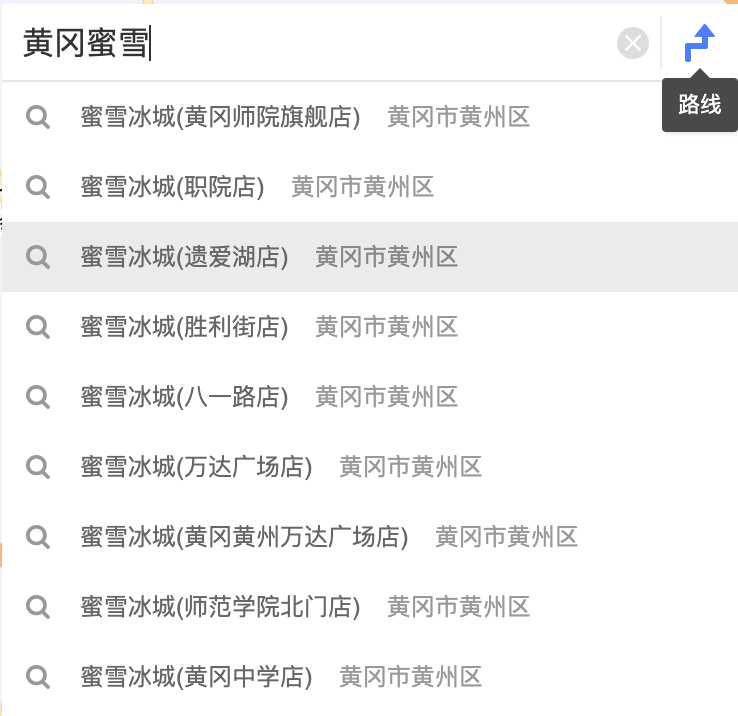 黄冈蜜雪
路线
蜜雪冰城(黄冈师院旗舰店) 黄冈市黄州区
蜜雪冰城(职院店) 黄冈市黄州区
蜜雪冰城(遗爱湖店) 黄冈市黄州区
蜜雪冰城(胜利街店) 黄冈市黄州区
蜜雪冰城(八一路店) 黄冈市黄州区
蜜雪冰城(万达广场店) 黄冈市黄州区
蜜雪冰城(黄冈黄州万达广场店) 黄冈市黄州区
蜜雪冰城(师范学院北门店) 黄冈市黄州区
蜜雪冰城(黄冈中学店) 黄冈市黄州区